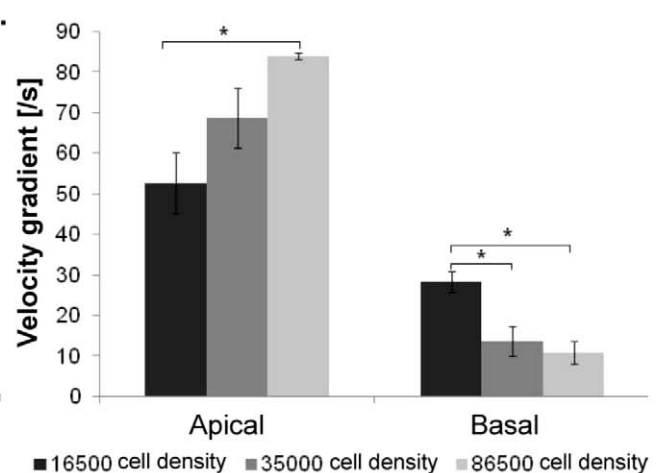 .
Velocity gradient [/s]
90
80
70
60
50
40
30
20
10
0
*
*
*
Apical
Basal
16500 cell density
35000 cell density
86500 cell density